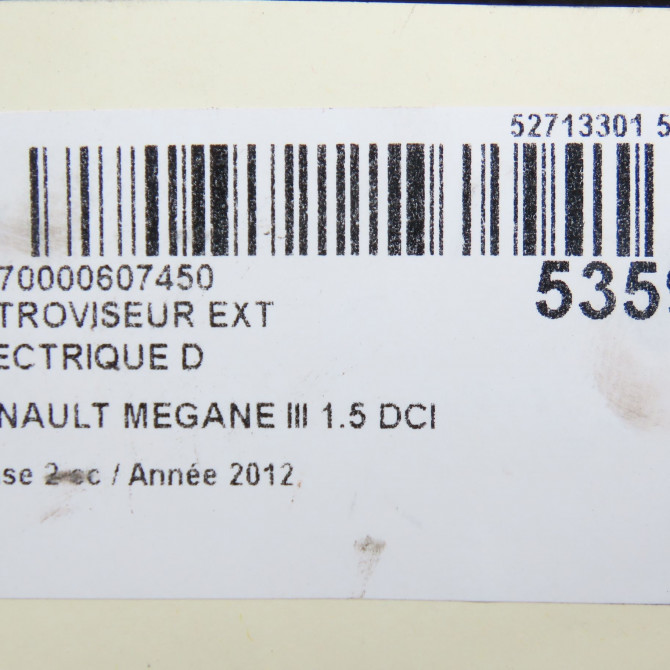 52713301 5
70000607450
5359
TROVISEUR EXT
ECTRIQUE D
NAULT MEGANE III 1.5 DCI
se 2 sc / Année 2012